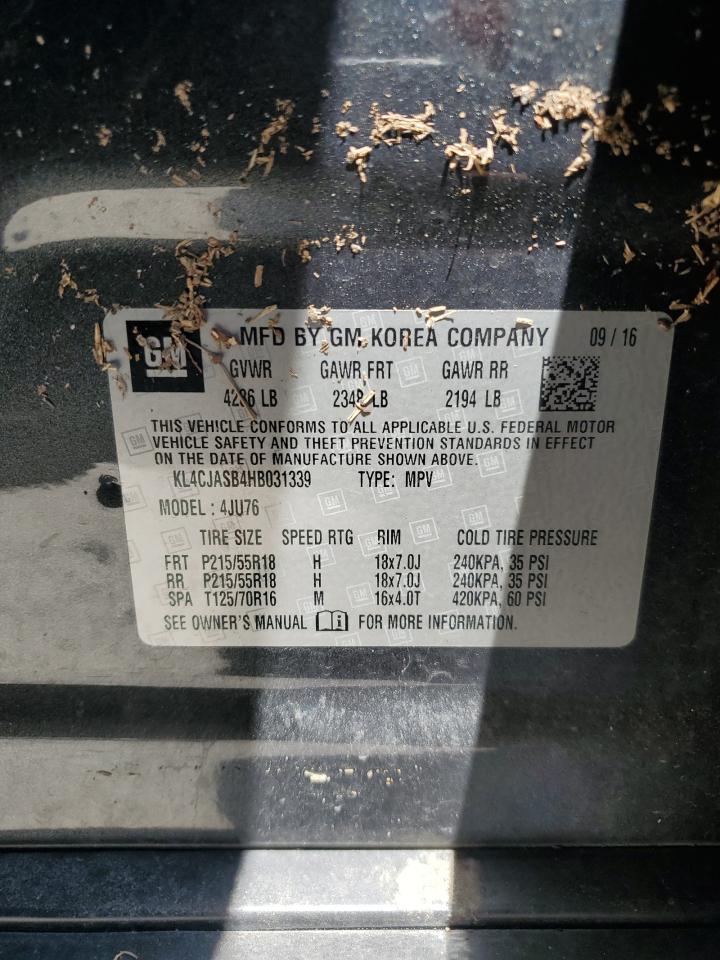 GM MFD BY GM KOREA COMPANY 09 / 16
GVWR GAWR FRT GAWR RR
4286 LB 2348 LB 2194 LB
THIS VEHICLE CONFORMS TO ALL APPLICABLE U.S. FEDERAL MOTOR
VEHICLE SAFETY AND THEFT PREVENTION STANDARDS IN EFFECT
ON THE DATE OF MANUFACTURE SHOWN ABOVE.
KL4CJASB4HB031339 TYPE: MPV
MODEL : 4JU76
TIRE SIZE SPEED RTG RIM COLD TIRE PRESSURE
FRT P215/55R18 H 18x7.0J 240KPA, 35 PSI
RR P215/55R18 H 18x7.0J 240KPA, 35 PSI
SPA T125/70R16 M 16x4.0T 420KPA, 60 PSI
SEE OWNER'S MANUAL FOR MORE INFORMATION.